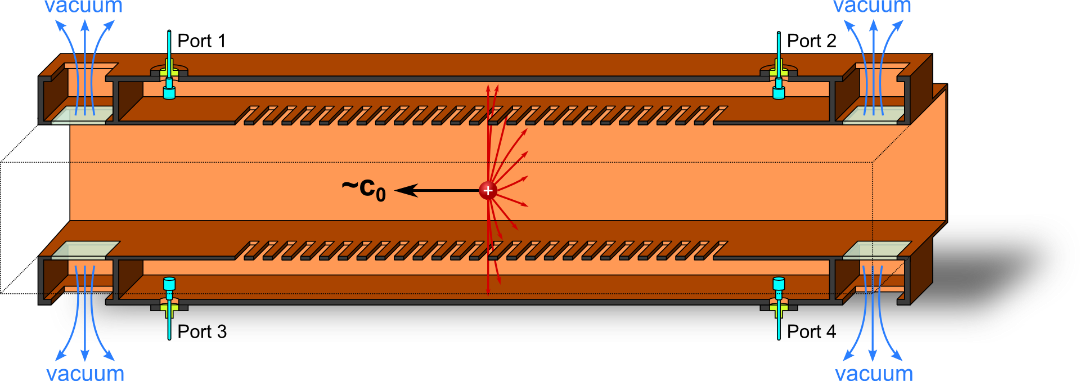 vacuum
vacuum
Port 1
Port 2
~c₀
+
Port 3
Port 4
vacuum
vacuum